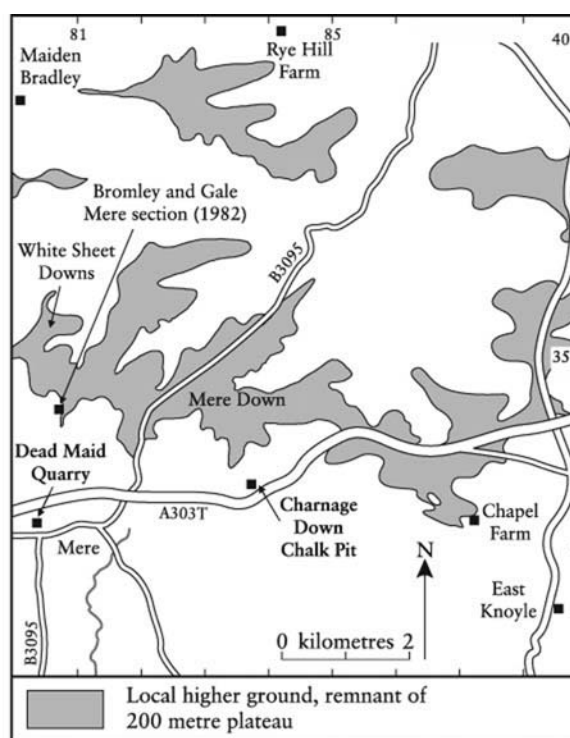 81
85
40
Maiden
Bradley
Rye Hill
Farm
Bromley and Gale
Mere section (1982)
White Sheet
Downs
B3095
35
Mere Down
Dead Maid
Quarry
A303T
Charnage
Down
Chalk Pit
Chapel
Farm
Mere
N
East
Knoyle
0 kilometres 2
B3095
Local higher ground, remnant of
200 metre plateau